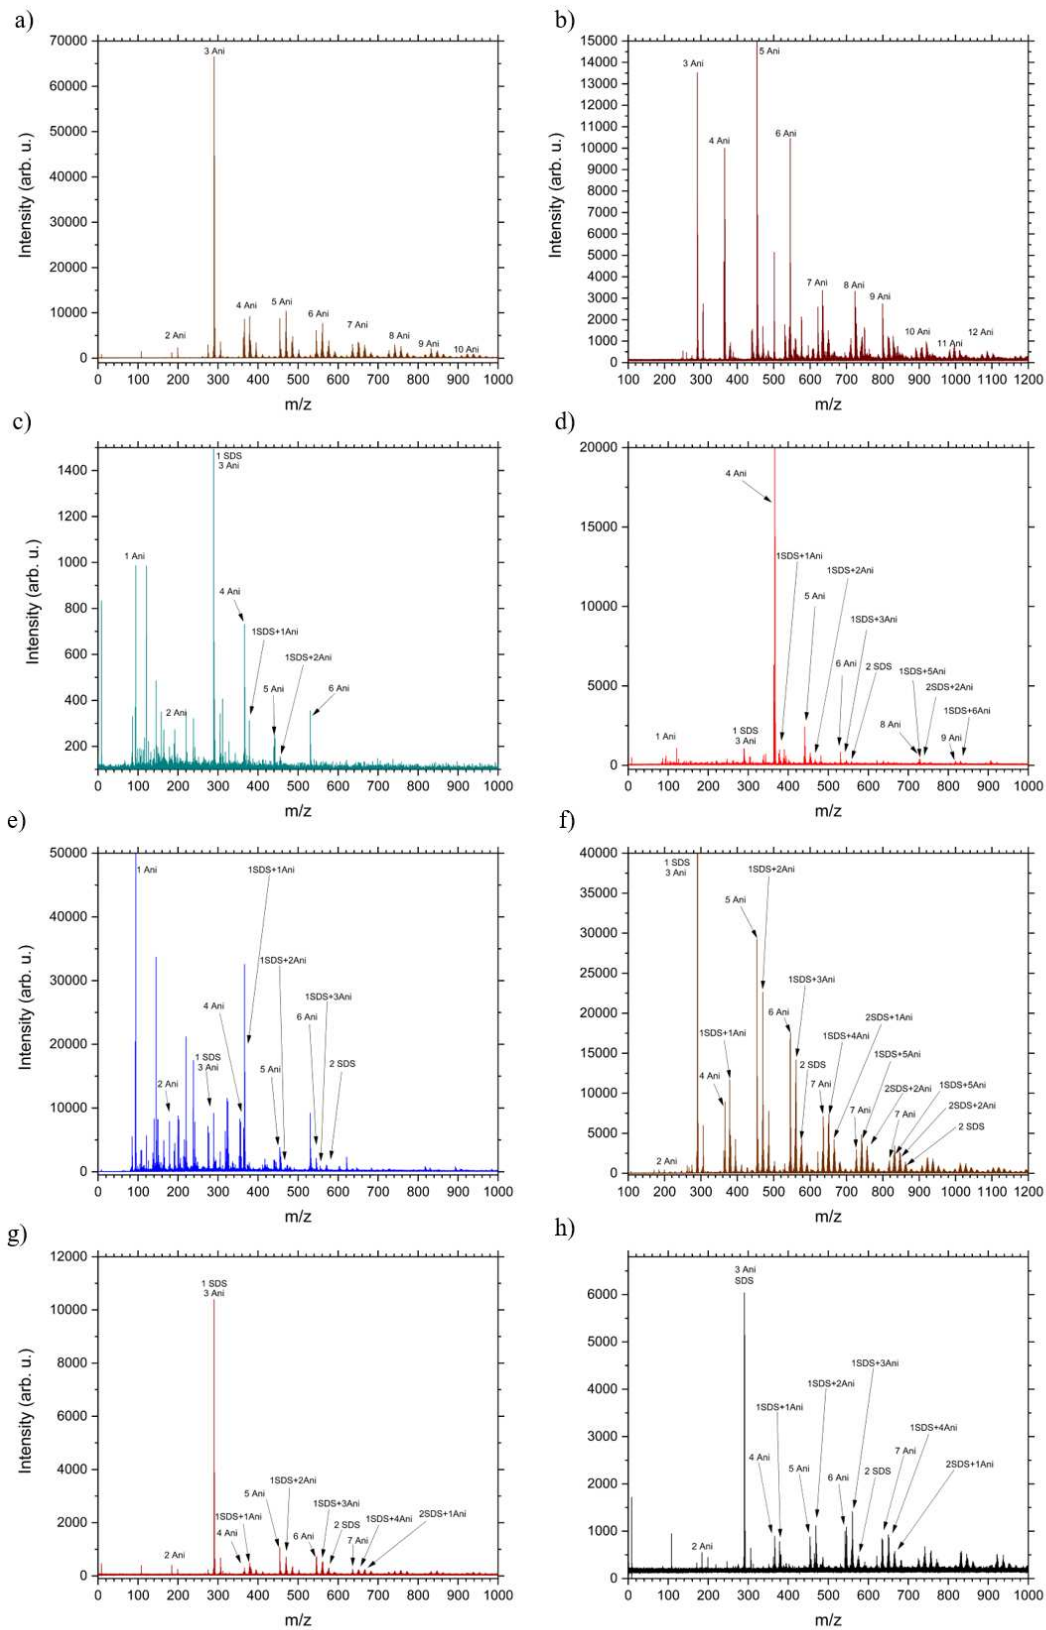 a)
70000
60000
50000
40000
30000
20000
10000
0
0 100 200 300 400 500 600 700 800 900 1000
Intensity (arb. u.)
m/z
3 Ani
2 Ani
4 Ani
5 Ani
6 Ani
7 Ani
8 Ani
9 Ani
10 Ani
b)
15000
14000
13000
12000
11000
10000
9000
8000
7000
6000
5000
4000
3000
2000
1000
0
100 200 300 400 500 600 700 800 900 1000 1100 1200
Intensity (arb. u.)
m/z
3 Ani
4 Ani
5 Ani
6 Ani
7 Ani
8 Ani
9 Ani
10 Ani
11 Ani
12 Ani
c)
1400
1200
1000
800
600
400
200
0 100 200 300 400 500 600 700 800 900 1000
Intensity (arb. u.)
m/z
1 SDS
3 Ani
1 Ani
2 Ani
4 Ani
1SDS+1Ani
1SDS+2Ani
5 Ani
6 Ani
d)
20000
15000
10000
5000
0
0 100 200 300 400 500 600 700 800 900 1000
m/z
4 Ani
1SDS+1Ani
1SDS+2Ani
5 Ani
1SDS+3Ani
6 Ani
2 SDS
1SDS+5Ani
2SDS+2Ani
1SDS+6Ani
8 Ani
9 Ani
1 Ani
1 SDS
3 Ani
e)
50000
40000
30000
20000
10000
0
0 100 200 300 400 500 600 700 800 900 1000
Intensity (arb. u.)
m/z
1 Ani
1SDS+1Ani
1SDS+2Ani
1SDS+3Ani
4 Ani
6 Ani
1 SDS
3 Ani
2 Ani
5 Ani
2 SDS
f)
40000
35000
30000
25000
20000
15000
10000
5000
0
100 200 300 400 500 600 700 800 900 1000 1100 1200
m/z
1 SDS
3 Ani
1SDS+2Ani
5 Ani
1SDS+3Ani
6 Ani
2SDS+1Ani
1SDS+4Ani
1SDS+1Ani
1SDS+5Ani
2 SDS
4 Ani
7 Ani
2SDS+2Ani
1SDS+5Ani
7 Ani
7 Ani
2SDS+2Ani
2 SDS
2 Ani
g)
12000
10000
8000
6000
4000
2000
0
0 100 200 300 400 500 600 700 800 900 1000
Intensity (arb. u.)
m/z
1 SDS
3 Ani
1SDS+2Ani
5 Ani
1SDS+3Ani
1SDS+1Ani
2SDS+1Ani
2 SDS
1SDS+4Ani
4 Ani
6 Ani
7 Ani
2 Ani
h)
6000
5000
4000
3000
2000
1000
0
0 100 200 300 400 500 600 700 800 900 1000
m/z
3 Ani
SDS
1SDS+3Ani
1SDS+2Ani
1SDS+1Ani
1SDS+4Ani
7 Ani
4 Ani
5 Ani
2SDS+1Ani
6 Ani
2 SDS
2 Ani